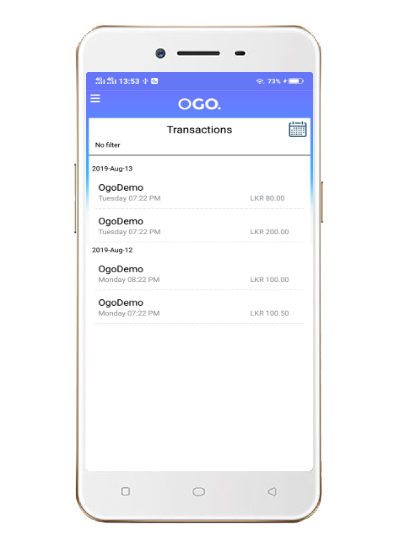 13:53
73%
OGO.
Transactions
No filter
2019-Aug-13
OgoDemo
Tuesday 07:22 PM LKR 80.00
OgoDemo
Tuesday 07:22 PM LKR 200.00
2019-Aug-12
OgoDemo
Monday 08:22 PM LKR 100.00
OgoDemo
Monday 07:22 PM LKR 100.50